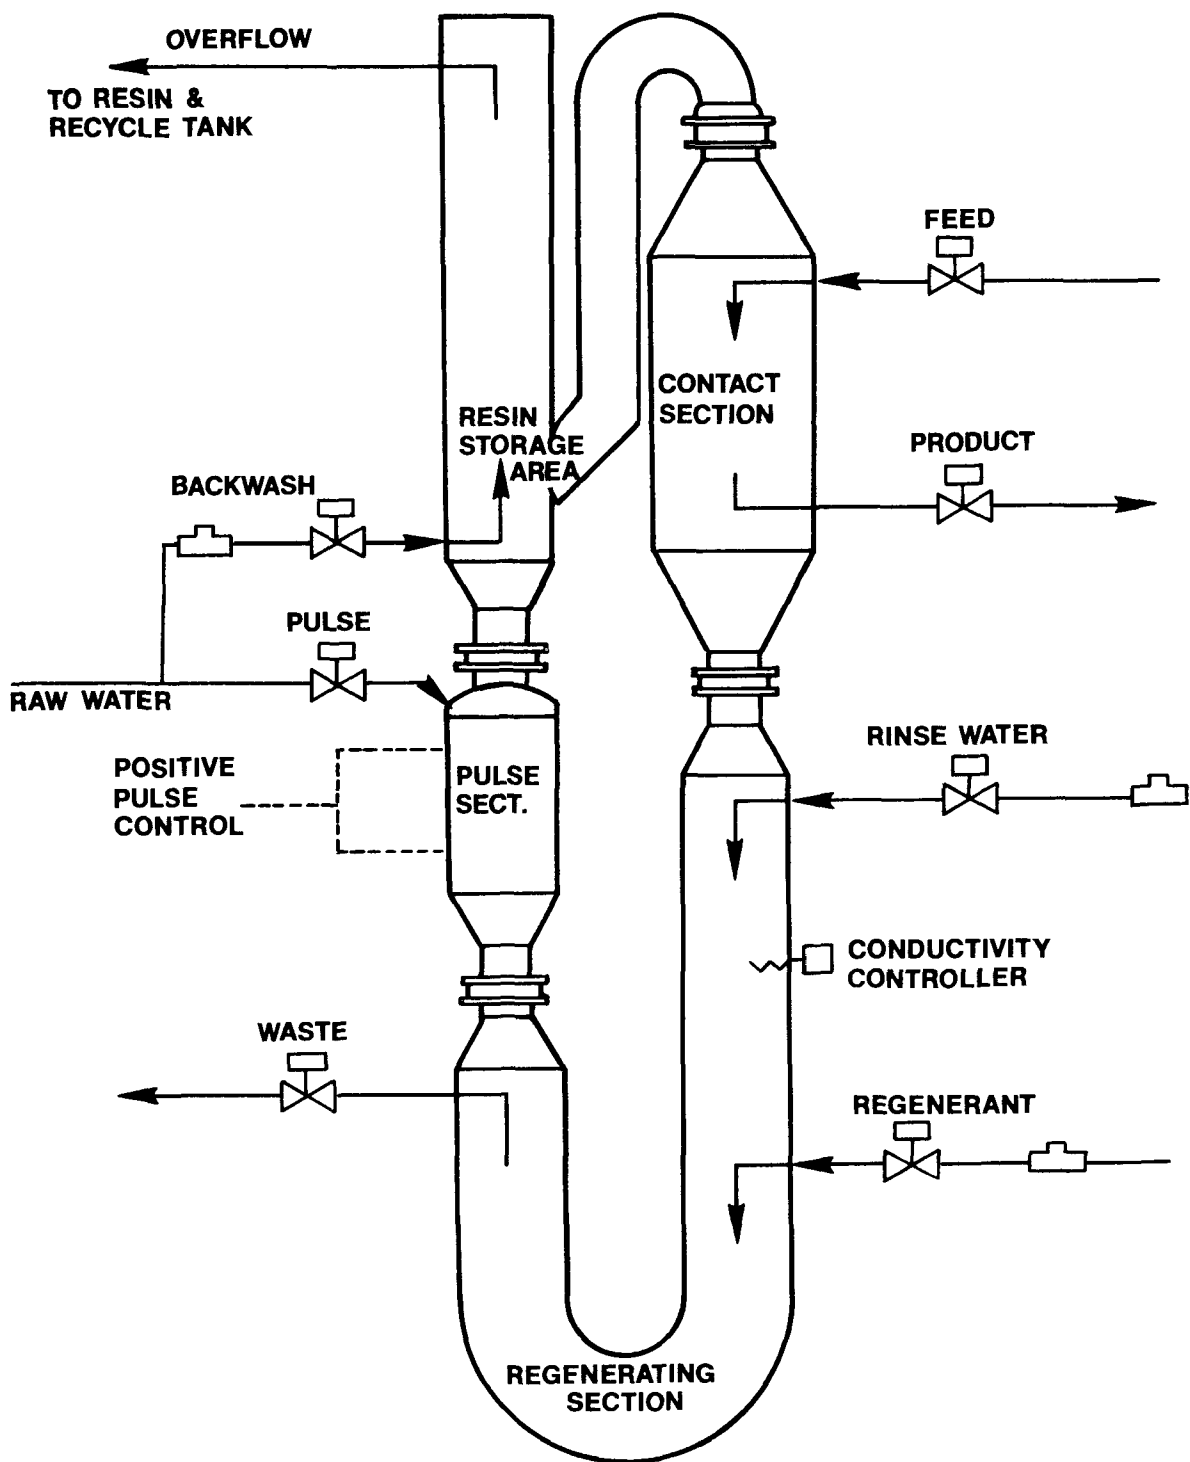 OVERFLOW
TO RESIN &
RECYCLE TANK
FEED
CONTACT
SECTION
RESIN
STORAGE
AREA
PRODUCT
BACKWASH
PULSE
RAW WATER
RINSE WATER
POSITIVE
PULSE
CONTROL
PULSE
SECT.
CONDUCTIVITY
CONTROLLER
WASTE
REGENERANT
REGENERATING
SECTION